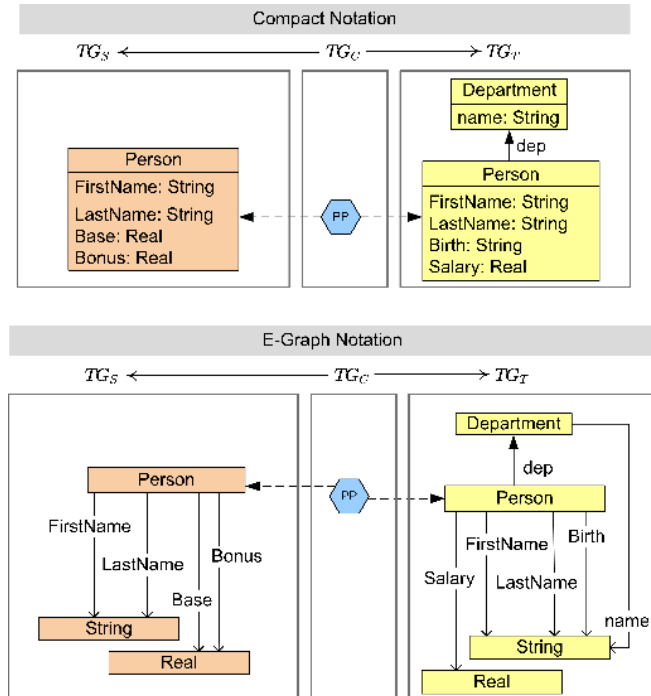 Compact Notation
TG_S TG_C TG_T
Department
name: String
dep
Person
FirstName: String
LastName: String
Base: Real
Bonus: Real
PP
Person
FirstName: String
LastName: String
Birth: String
Salary: Real
E-Graph Notation
TG_S TG_C TG_T
Department
dep
Person
PP
Person
FirstName
LastName
Bonus
Base
String
Real
Birth
FirstName
Salary
LastName
name
String
Real